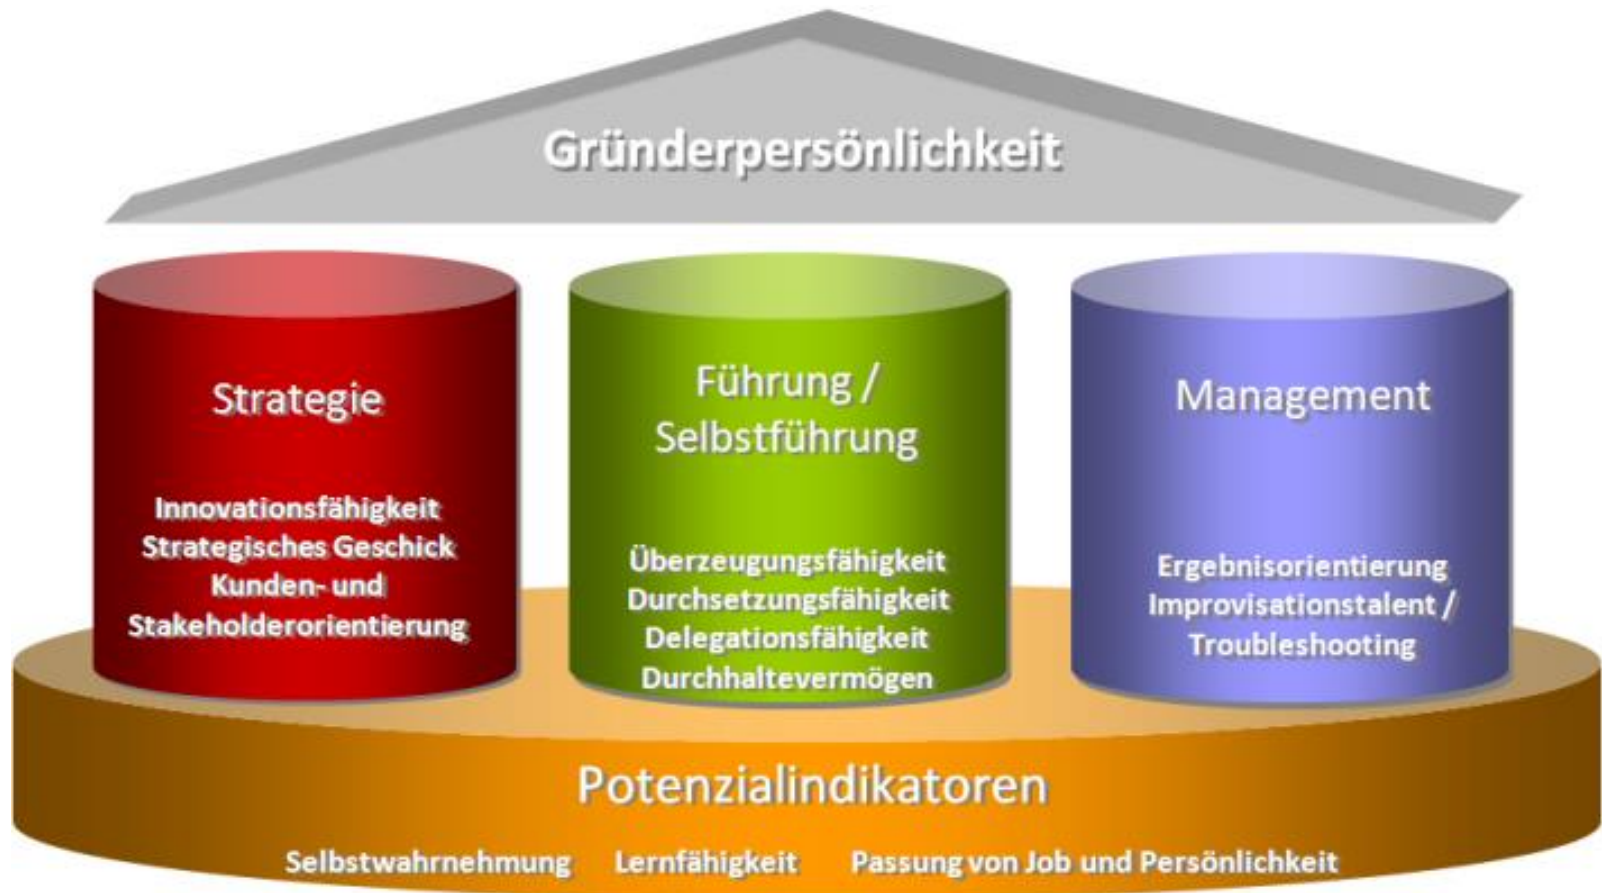 Gründerpersönlichkeit
Strategie
Innovationsfähigkeit
Strategisches Geschick
Kunden- und
Stakeholderorientierung
Führung /
Selbstführung
Überzeugungsfähigkeit
Durchsetzungsfähigkeit
Delegationsfähigkeit
Durchhaltevermögen
Management
Ergebnisorientierung
Improvisationstalent /
Troubleshooting
Potenzialindikatoren
Selbstwahrnehmung Lernfähigkeit Passung von Job und Persönlichkeit